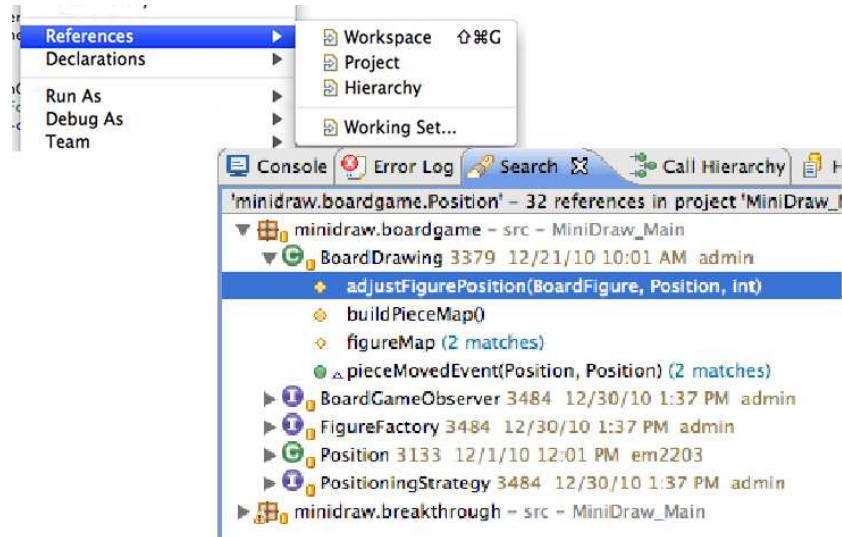 References
Declarations
Run As
Debug As
Team
Workspace ⇧⌘G
Project
Hierarchy
Working Set...
Console Error Log Search Call Hierarchy H
'minidraw.boardgame.Position' – 32 references in project 'MiniDraw_
minidraw.boardgame – src – MiniDraw_Main
BoardDrawing 3379 12/21/10 10:01 AM admin
adjustFigurePosition(BoardFigure, Position, int)
buildPieceMap()
figureMap (2 matches)
pieceMovedEvent(Position, Position) (2 matches)
BoardGameObserver 3484 12/30/10 1:37 PM admin
FigureFactory 3484 12/30/10 1:37 PM admin
Position 3133 12/1/10 12:01 PM em2203
PositioningStrategy 3484 12/30/10 1:37 PM admin
minidraw.breakthrough – src – MiniDraw_Main